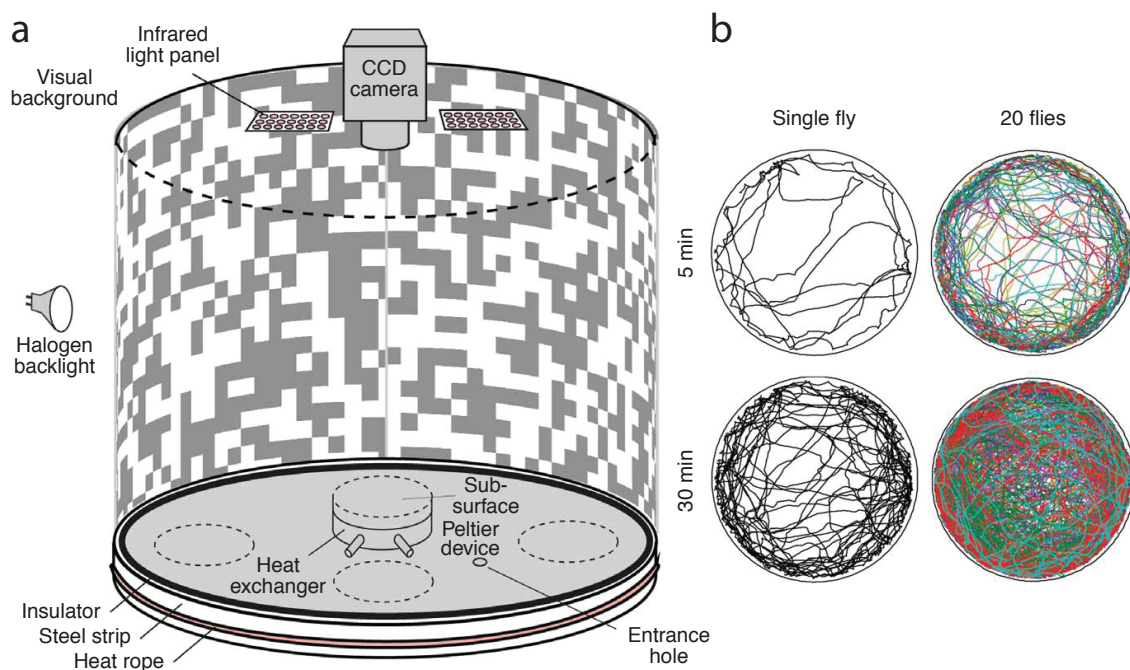 a
Infrared
light panel
Visual
background
CCD
camera
Halogen
backlight
Sub-
surface
Peltier
device
Heat
exchanger
Insulator
Steel strip
Heat rope
Entrance
hole
b
Single fly
20 flies
5 min
30 min